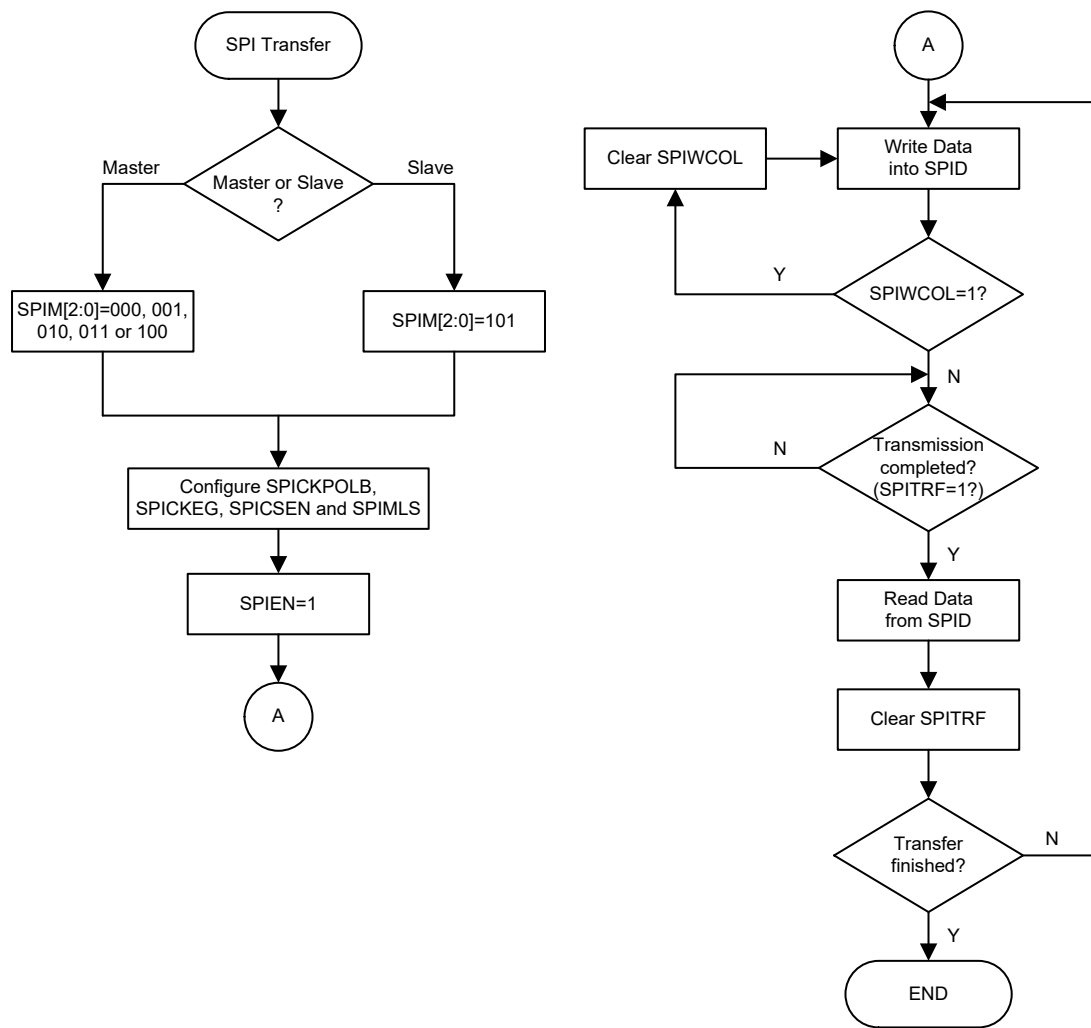 SPI Transfer
Master
Slave
Master or Slave
?
SPIM[2:0]=000, 001,
010, 011 or 100
SPIM[2:0]=101
Configure SPICKPOLB,
SPICKEG, SPICSEN and SPIMLS
SPIEN=1
A
A
Clear SPIWCOL
Write Data
into SPID
Y
SPIWCOL=1?
N
N
Transmission
completed?
(SPITRF=1?)
Y
Read Data
from SPID
Clear SPITRF
Transfer
finished?
N
Y
END